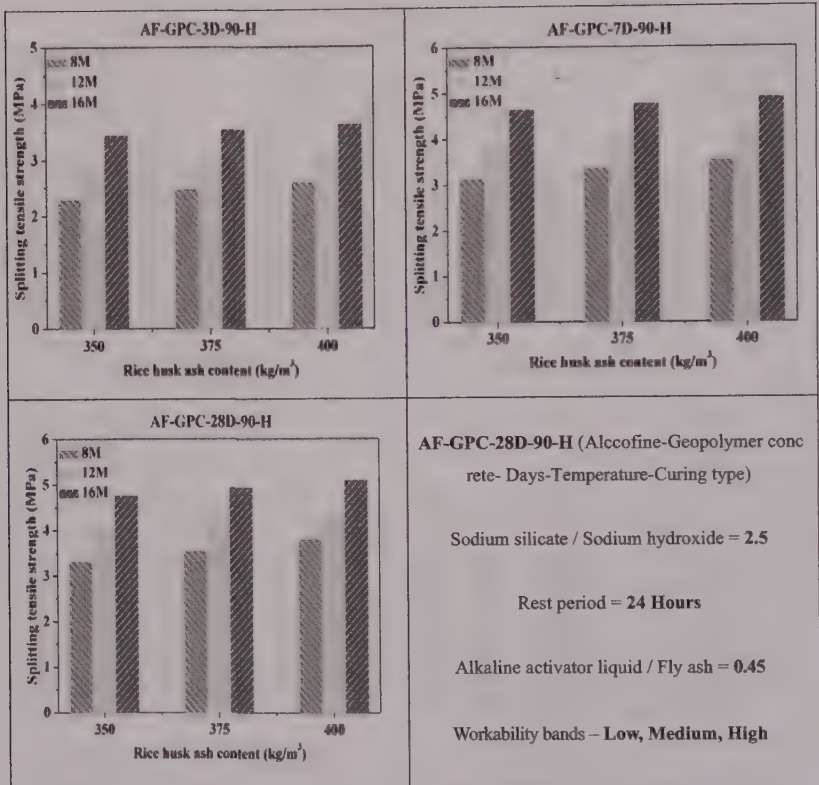 AF-GPC-3D-90-H
5
4
3
2
1
0
Splitting tensile strength (MPa)
8M
12M
16M
350
375
400
Rice husk ash content (kg/m³)
AF-GPC-7D-90-H
6
5
4
3
2
1
0
Splitting tensile strength (MPa)
8M
12M
16M
350
375
400
Rice husk ash content (kg/m³)
AF-GPC-28D-90-H
6
5
4
3
2
1
0
Splitting tensile strength (MPa)
8M
12M
16M
350
375
400
Rice husk ash content (kg/m³)
AF-GPC-28D-90-H (Alccofine-Geopolymer conc
rete- Days-Temperature-Curing type)
Sodium silicate / Sodium hydroxide = 2.5
Rest period = 24 Hours
Alkaline activator liquid / Fly ash = 0.45
Workability bands – Low, Medium, High